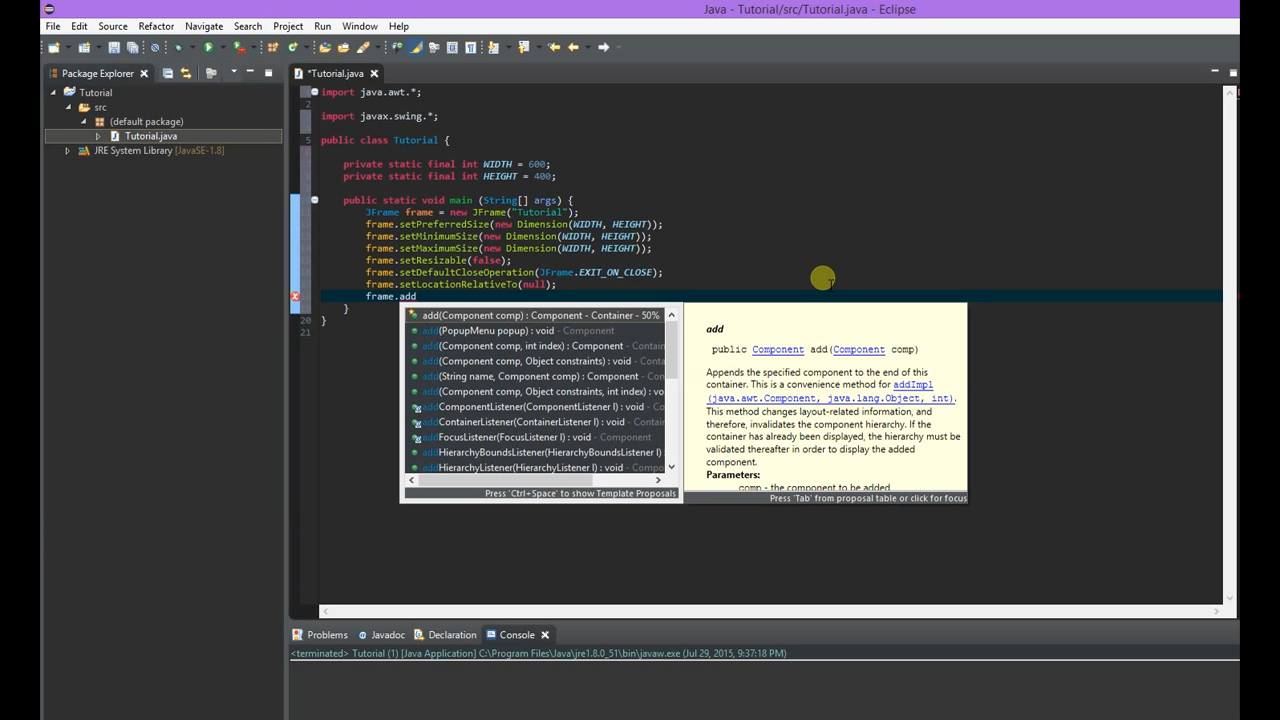 Java - Tutorial/src/Tutorial.java - Eclipse
File Edit Source Refactor Navigate Search Project Run Window Help
Package Explorer
Tutorial
src
(default package)
Tutorial.java
JRE System Library [JavaSE-1.8]
*Tutorial.java
import java.awt.*;
2
import javax.swing.*;
5 public class Tutorial {
private static final int WIDTH = 600;
private static final int HEIGHT = 400;
public static void main (String[] args) {
JFrame frame = new JFrame("Tutorial");
frame.setPreferredSize(new Dimension(WIDTH, HEIGHT));
frame.setMinimumSize(new Dimension(WIDTH, HEIGHT));
frame.setMaximumSize(new Dimension(WIDTH, HEIGHT));
frame.setResizable(false);
frame.setDefaultCloseOperation(JFrame.EXIT_ON_CLOSE);
frame.setLocationRelativeTo(null);
frame.add
}
20 }
21
add(Component comp) : Component - Container - 50%
add(PopupMenu popup) : void - Component
add(Component comp, int index) : Component - Contain
add(Component comp, Object constraints) : void - Conta
add(String name, Component comp) : Component - Con
add(Component comp, Object constraints, int index) : vo
addComponentListener(ComponentListener l) : void - Co
addContainerListener(ContainerListener l) : void - Conta
addFocusListener(FocusListener l) : void - Component
addHierarchyBoundsListener(HierarchyBoundsListener l)
addHierarchyListener(HierarchyListener l) : void - Compo
Press 'Ctrl+Space' to show Template Proposals
add
public Component add(Component comp)
Appends the specified component to the end of this
container. This is a convenience method for addImpl
(java.awt.Component, java.lang.Object, int).
This method changes layout-related information, and
therefore, invalidates the component hierarchy. If the
container has already been displayed, the hierarchy must be
validated thereafter in order to display the added
component.
Parameters:
comp - the component to be added
Press 'Tab' from proposal table or click for focus
Problems Javadoc Declaration Console
<terminated> Tutorial (1) [Java Application] C:\Program Files\Java\jre1.8.0_51\bin\javaw.exe (Jul 29, 2015, 9:37:18 PM)